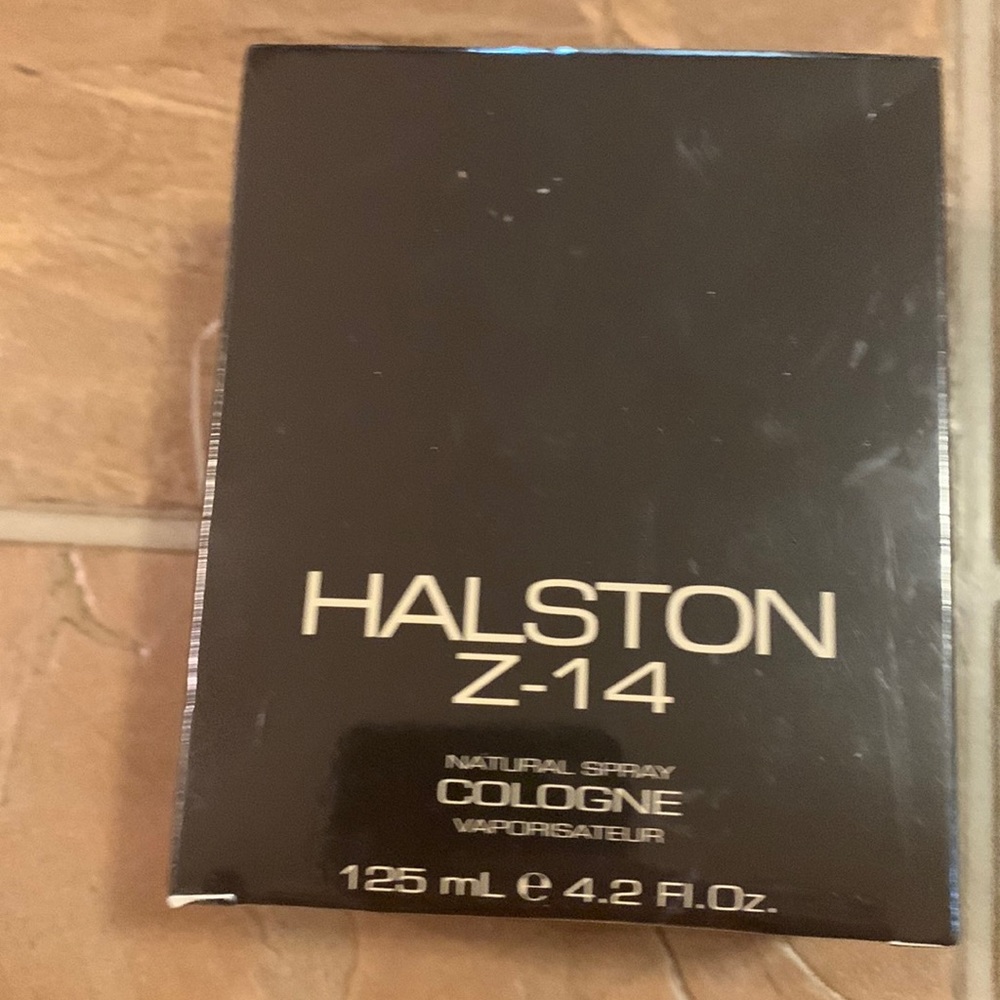 HALSTON
Z-14
NATURAL SPRAY
COLOGNE
VAPORISATEUR
125 mL e 4.2 Fl.Oz.